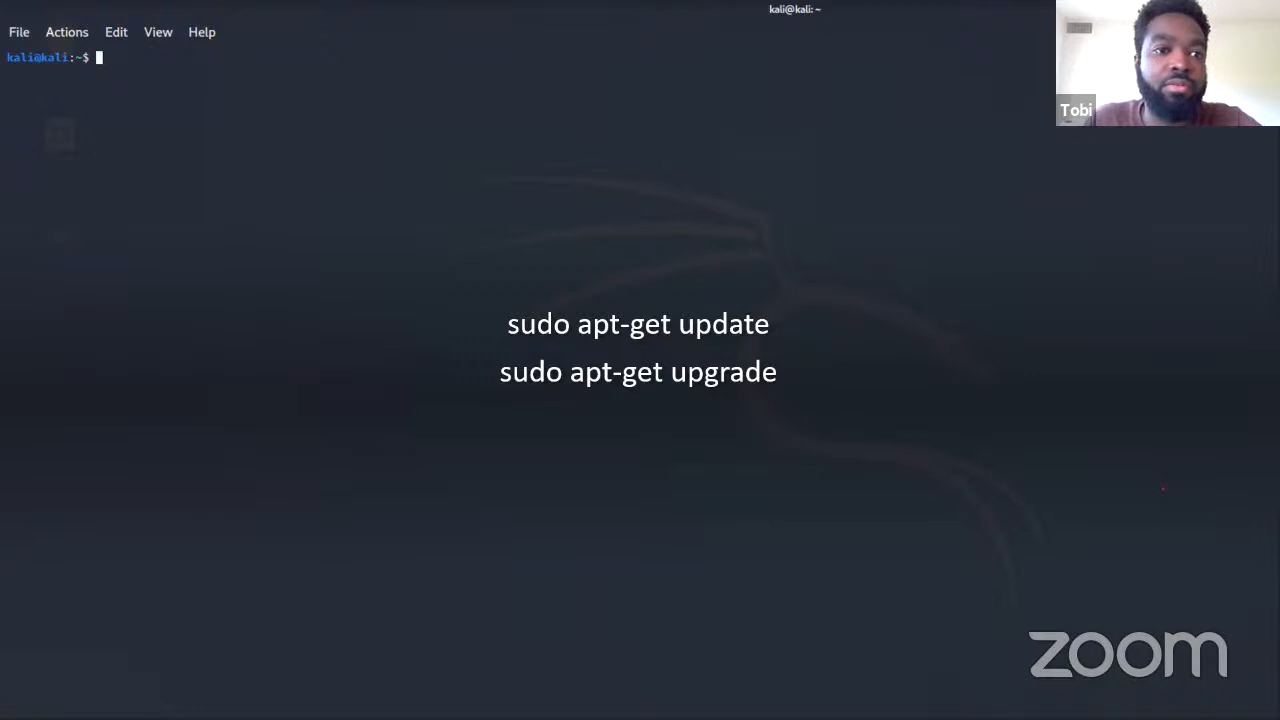 kali@kali: ~
File Actions Edit View Help
kali@kali:~$
Tobi
sudo apt-get update
sudo apt-get upgrade
zoom